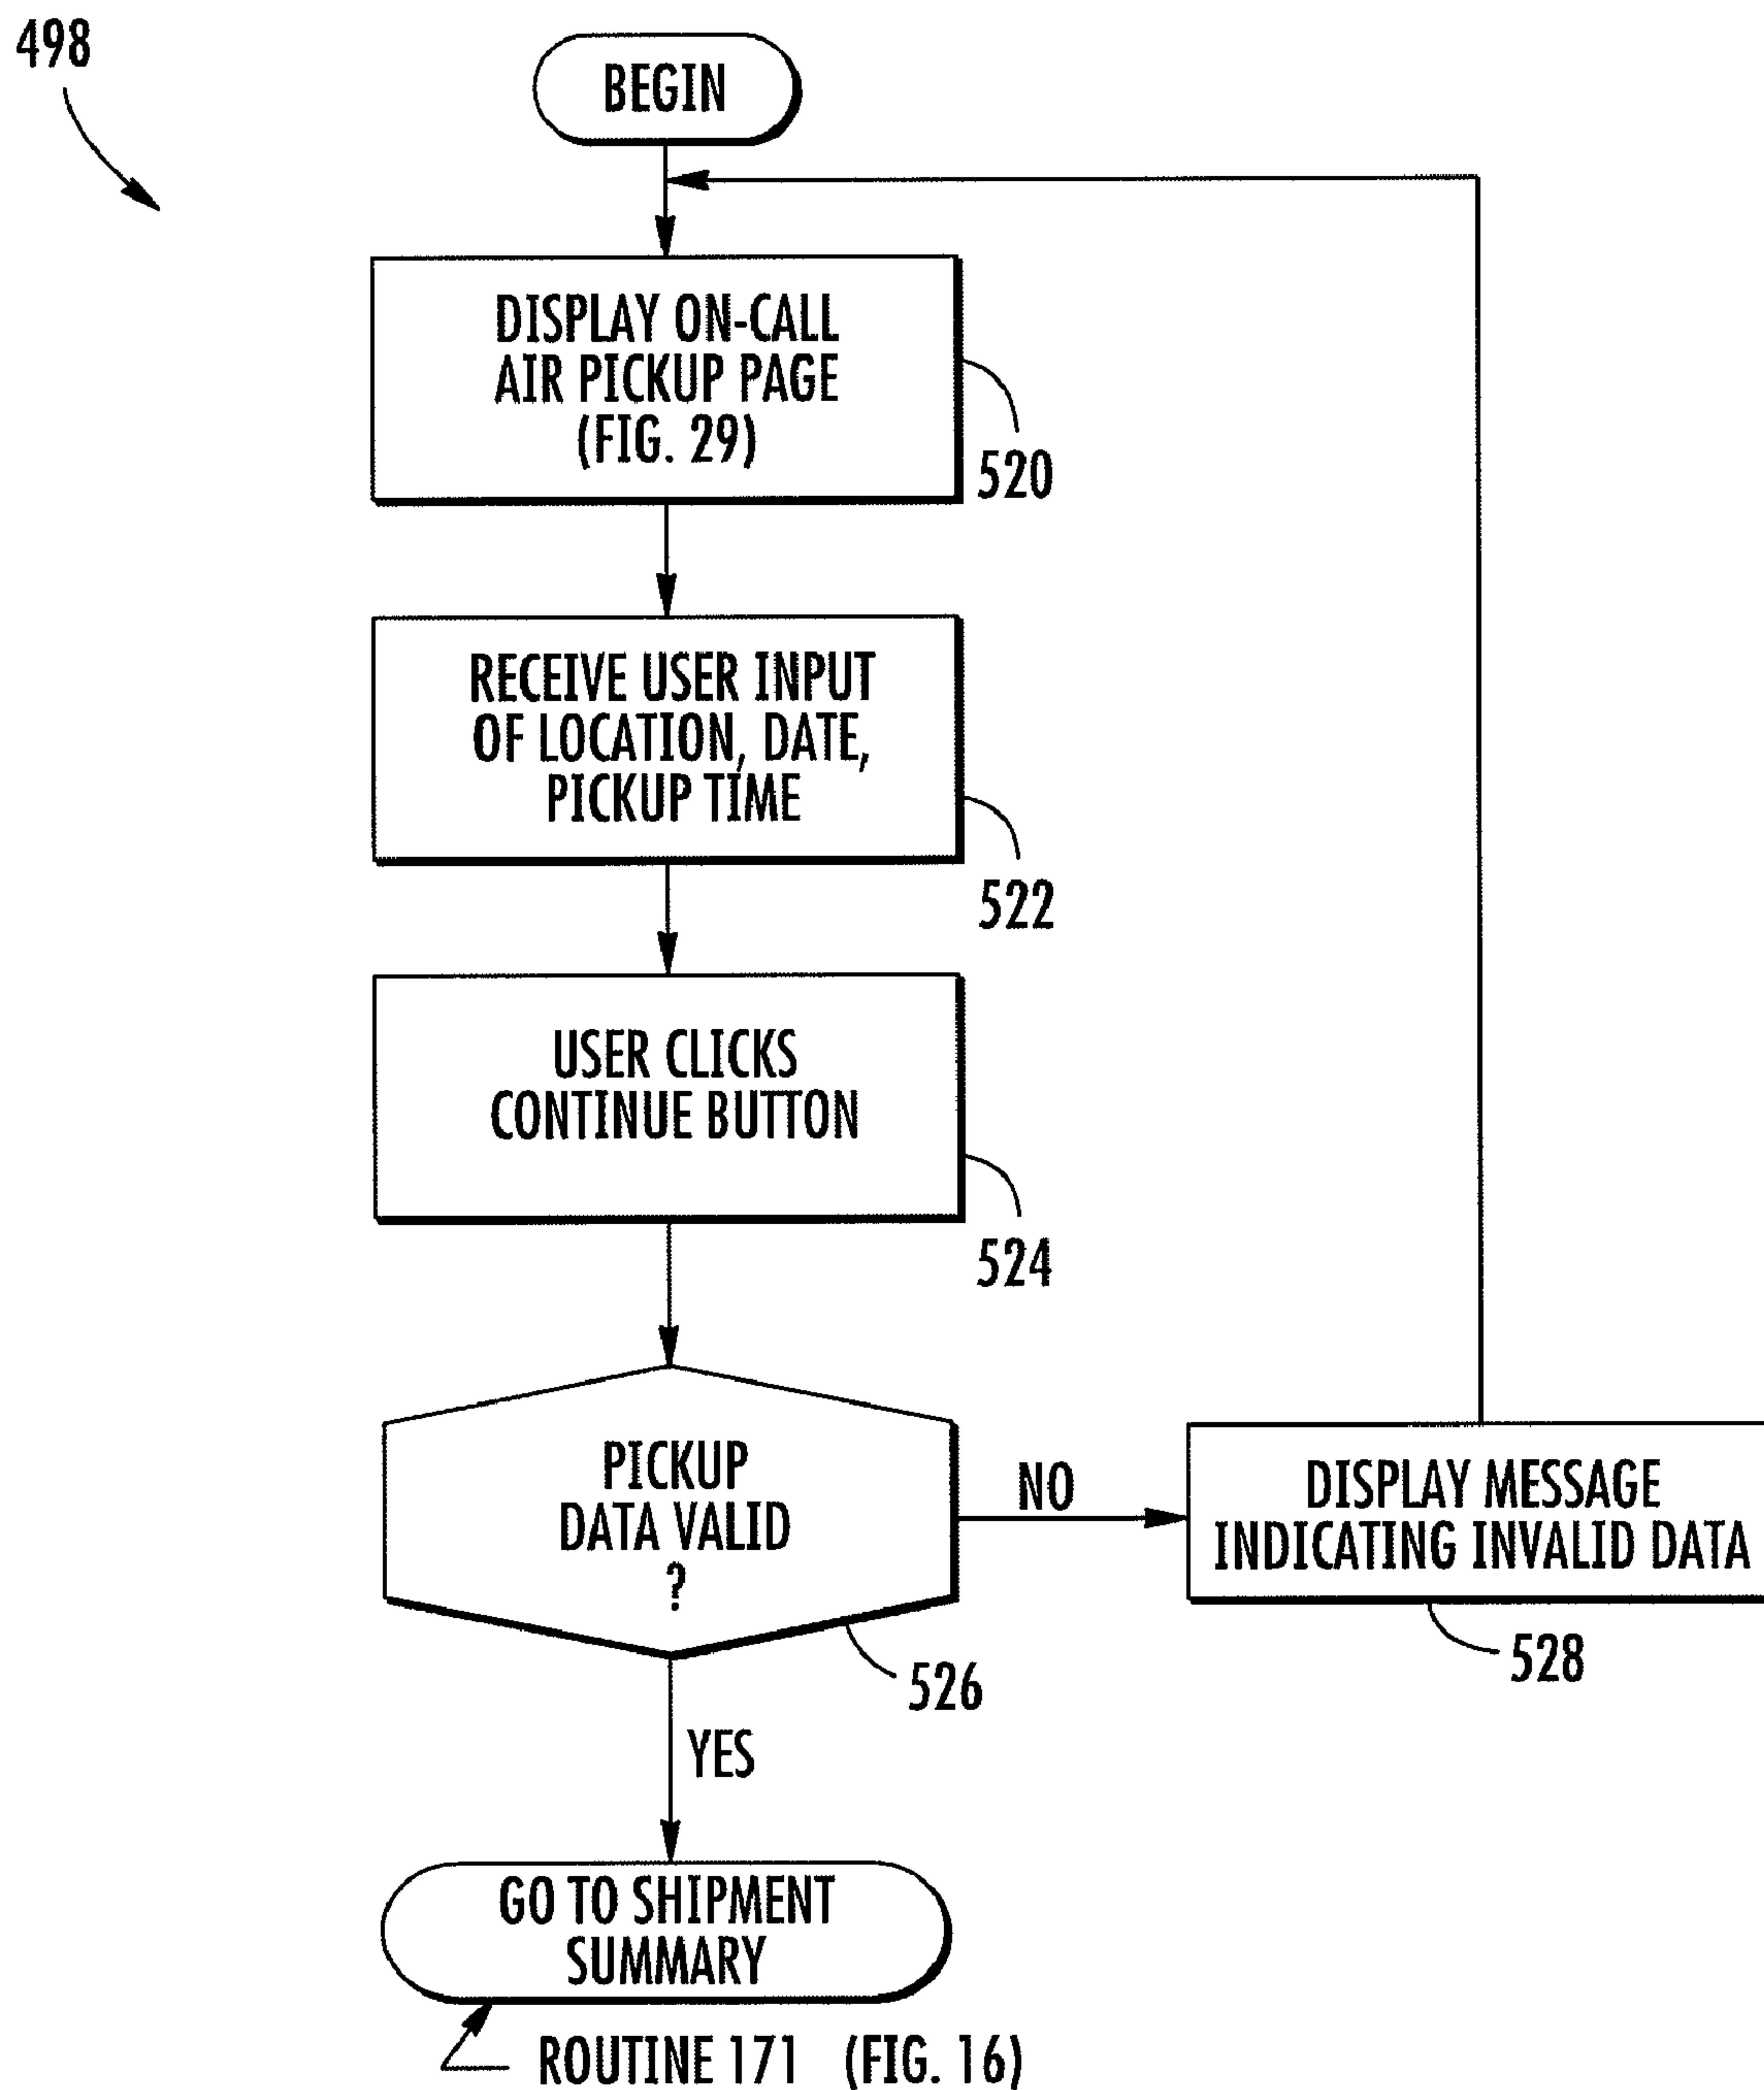 498
BEGIN
DISPLAY ON-CALL
AIR PICKUP PAGE
(FIG. 29)
520
RECEIVE USER INPUT
OF LOCATION, DATE,
PICKUP TIME
522
USER CLICKS
CONTINUE BUTTON
524
PICKUP
DATA VALID
?
526
NO
DISPLAY MESSAGE
INDICATING INVALID DATA
528
YES
GO TO SHIPMENT
SUMMARY
ROUTINE 171 (FIG. 16)